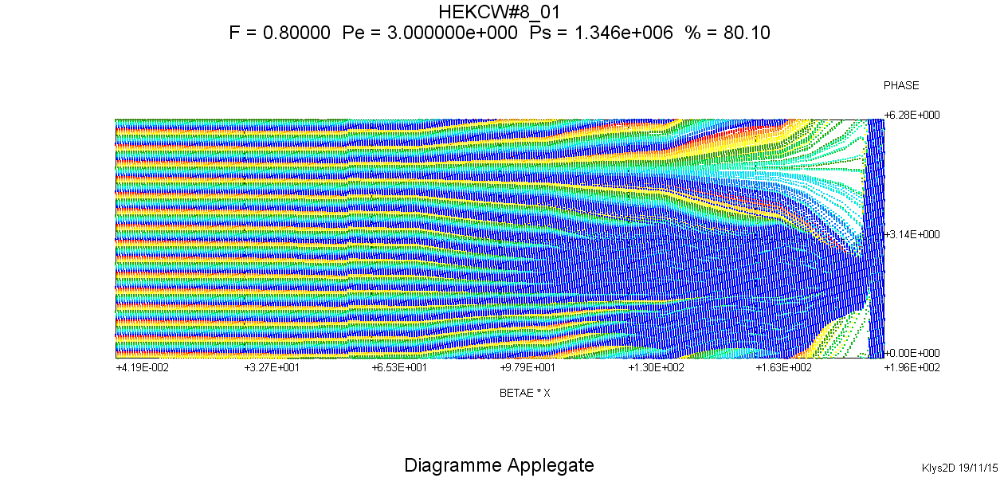 HEKCW#8_01
F = 0.80000 Pe = 3.000000e+000 Ps = 1.346e+006 % = 80.10
PHASE
+6.28E+000
+3.14E+000
+0.00E+000
+4.19E-002 +3.27E+001 +6.53E+001 +9.79E+001 +1.30E+002 +1.63E+002 +1.96E+002
BETAE * X
Diagramme Applegate
Klys2D 19/11/15